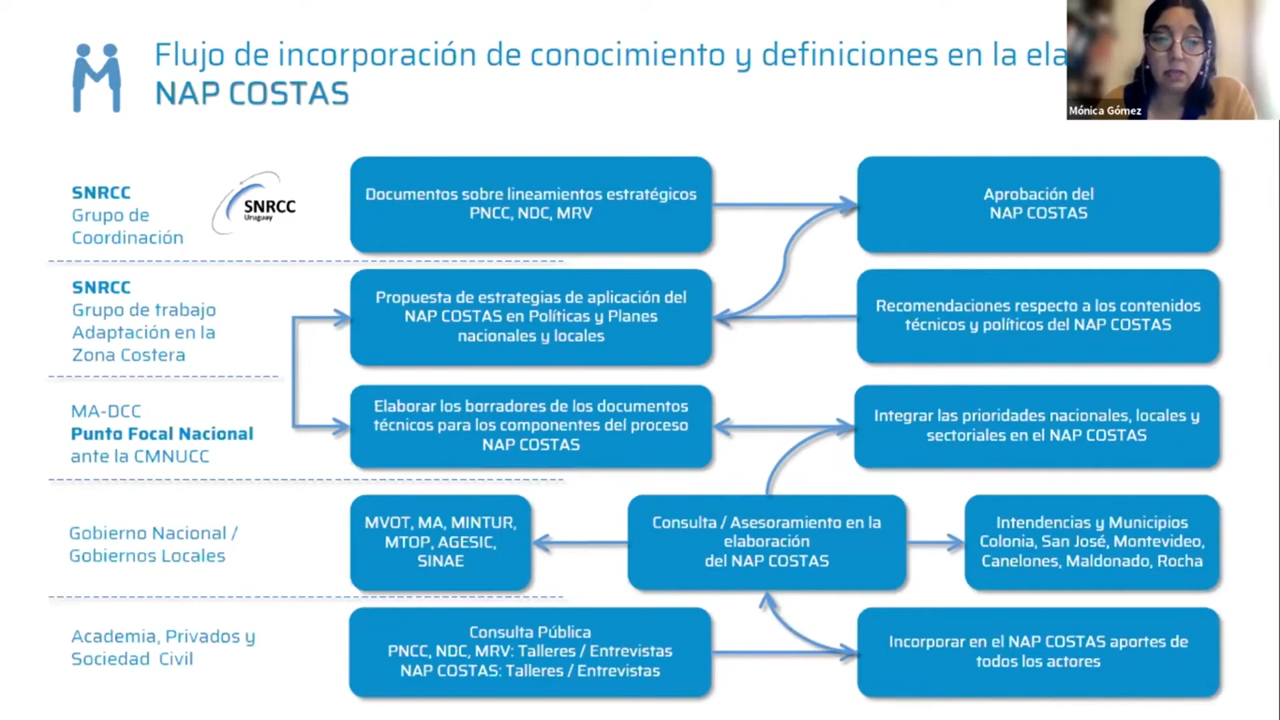 Flujo de incorporación de conocimiento y definiciones en la ela
NAP COSTAS
Mónica Gómez
SNRCC
Grupo de
Coordinación
SNRCC
Uruguay
Documentos sobre lineamientos estratégicos
PNCC, NDC, MRV
Aprobación del
NAP COSTAS
SNRCC
Grupo de trabajo
Adaptación en la
Zona Costera
Propuesta de estrategias de aplicación del
NAP COSTAS en Políticas y Planes
nacionales y locales
Recomendaciones respecto a los contenidos
técnicos y políticos del NAP COSTAS
MA-DCC
Punto Focal Nacional
ante la CMNUCC
Elaborar los borradores de los documentos
técnicos para los componentes del proceso
NAP COSTAS
Integrar las prioridades nacionales, locales y
sectoriales en el NAP COSTAS
Gobierno Nacional /
Gobiernos Locales
MVOT, MA, MINTUR,
MTOP, AGESIC,
SINAE
Consulta / Asesoramiento en la
elaboración
del NAP COSTAS
Intendencias y Municipios
Colonia, San José, Montevideo,
Canelones, Maldonado, Rocha
Academia, Privados y
Sociedad Civil
Consulta Pública
PNCC, NDC, MRV: Talleres / Entrevistas
NAP COSTAS: Talleres / Entrevistas
Incorporar en el NAP COSTAS aportes de
todos los actores